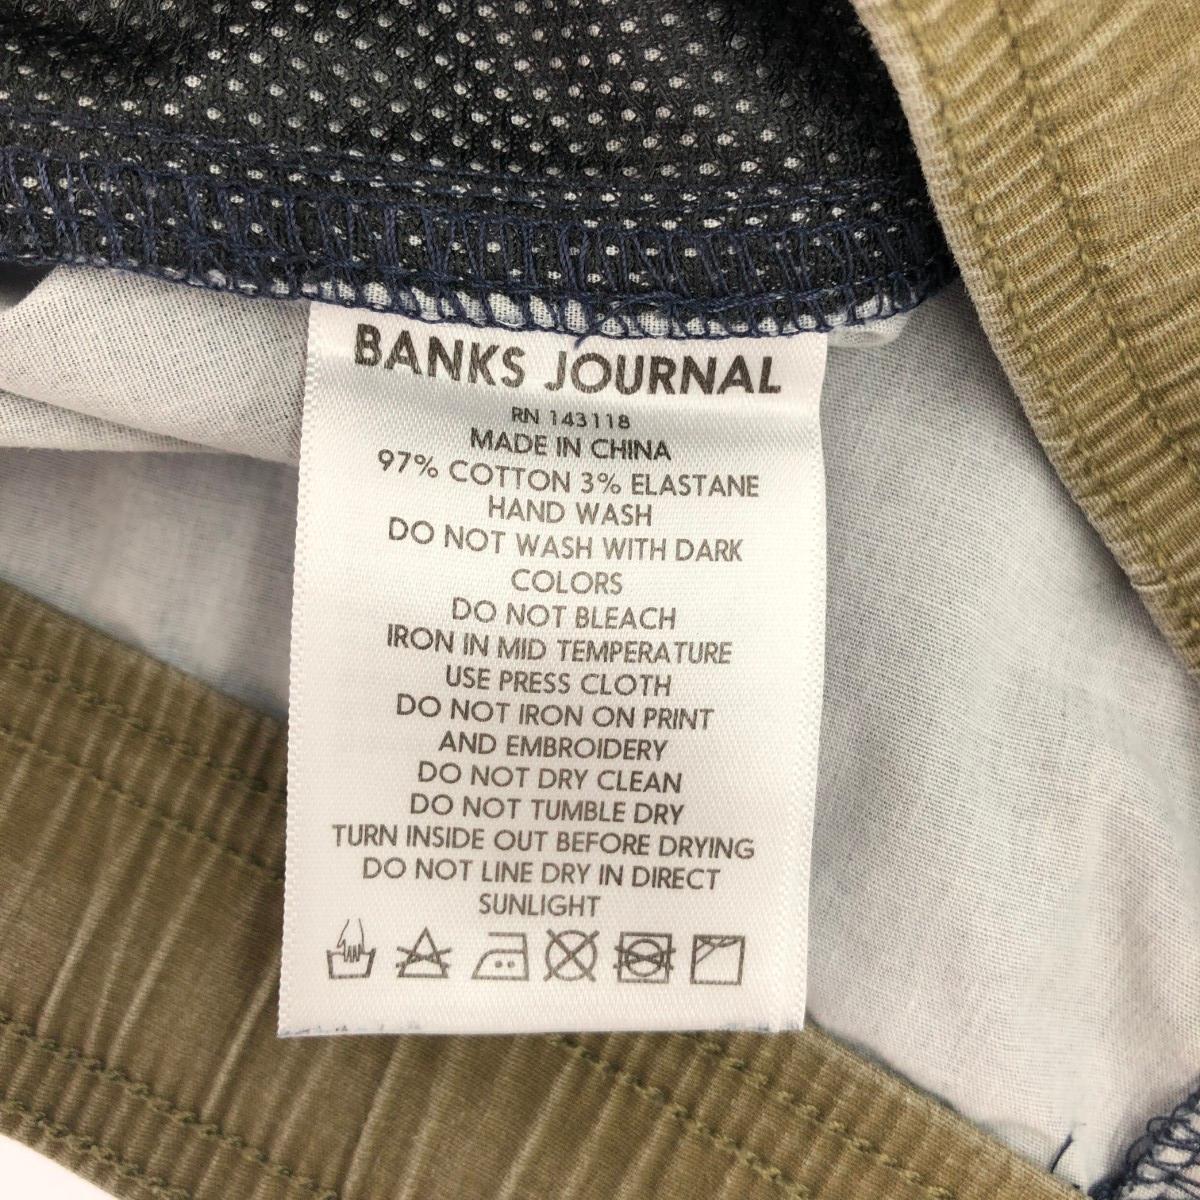 BANKS JOURNAL
RN 143118
MADE IN CHINA
97% COTTON 3% ELASTANE
HAND WASH
DO NOT WASH WITH DARK
COLORS
DO NOT BLEACH
IRON IN MID TEMPERATURE
USE PRESS CLOTH
DO NOT IRON ON PRINT
AND EMBROIDERY
DO NOT DRY CLEAN
DO NOT TUMBLE DRY
TURN INSIDE OUT BEFORE DRYING
DO NOT LINE DRY IN DIRECT
SUNLIGHT